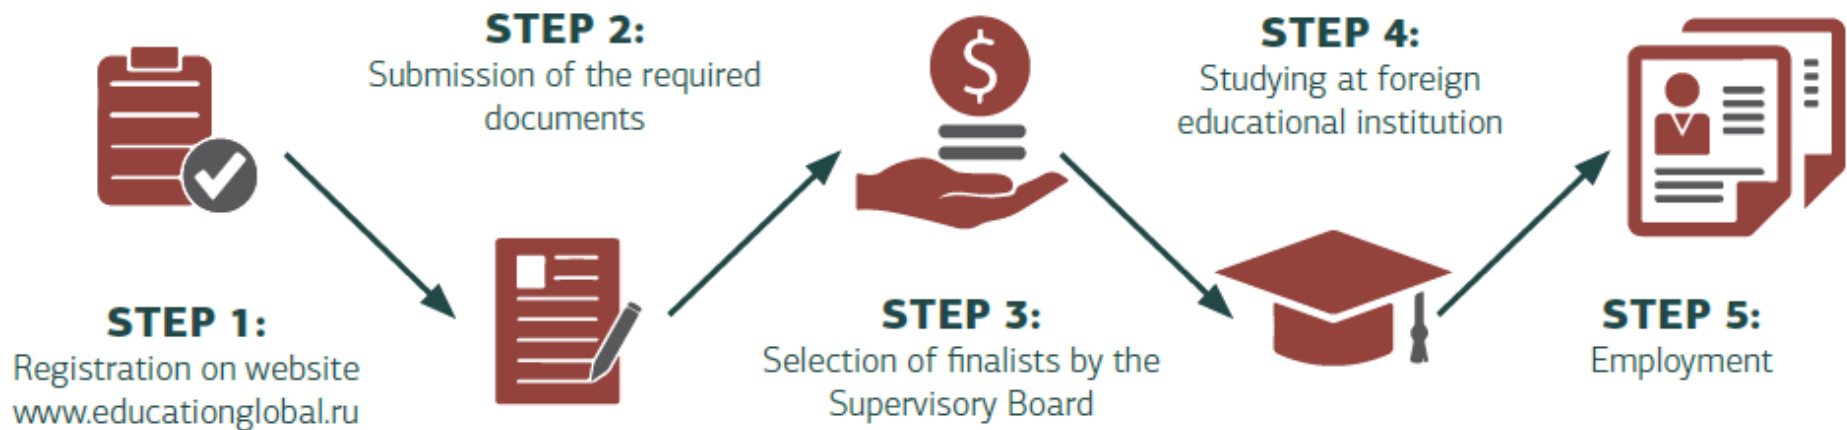 STEP 1:
Registration on website
www.educationglobal.ru
STEP 2:
Submission of the required
documents
$
STEP 3:
Selection of finalists by the
Supervisory Board
STEP 4:
Studying at foreign
educational institution
STEP 5:
Employment